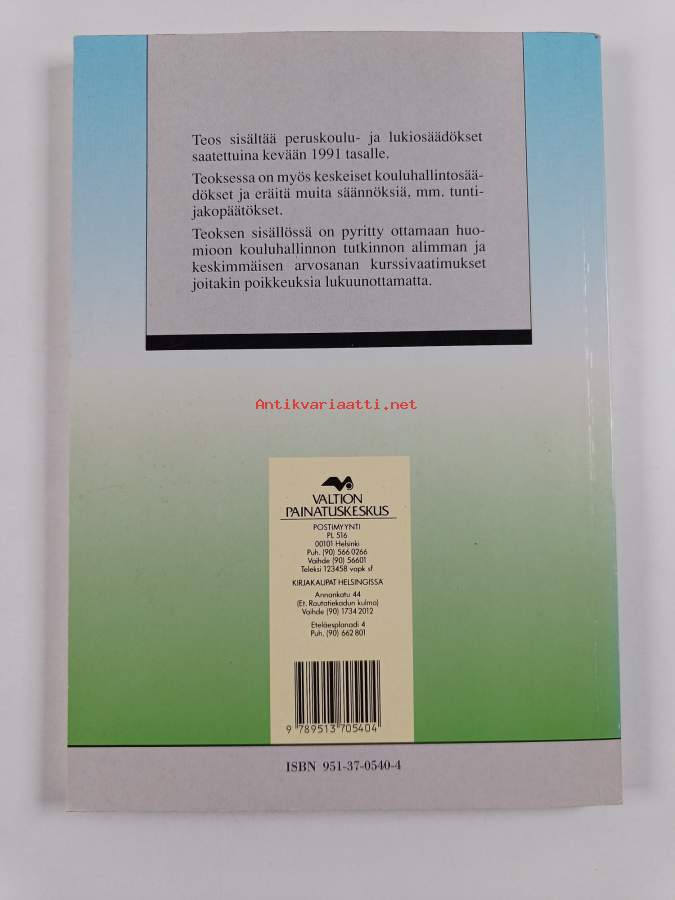 Teos sisältää peruskoulu- ja lukiosäädökset
saatettuina kevään 1991 tasalle.
Teoksessa on myös keskeiset kouluhallintosää-
dökset ja eräitä muita säännöksiä, mm. tunti-
jakopäätökset.
Teoksen sisällössä on pyritty ottamaan huo-
mioon kouluhallinnon tutkinnon alimman ja
keskimmäisen arvosanan kurssivaatimukset
joitakin poikkeuksia lukuunottamatta.
Antikvariaatti.net
VALTION
PAINATUSKESKUS
POSTIMYYNTI
PL 516
00101 Helsinki
Puh. (90) 566 0266
Vaihde (90) 56601
Teleksi 123458 vapk sf
KIRJAKAUPAT HELSINGISSÄ
Annankatu 44
(Et. Rautatiekadun kulma)
Vaihde (90) 1734 2012
Eteläesplanadi 4
Puh. (90) 662 801
9 789513 705404
ISBN 951-37-0540-4